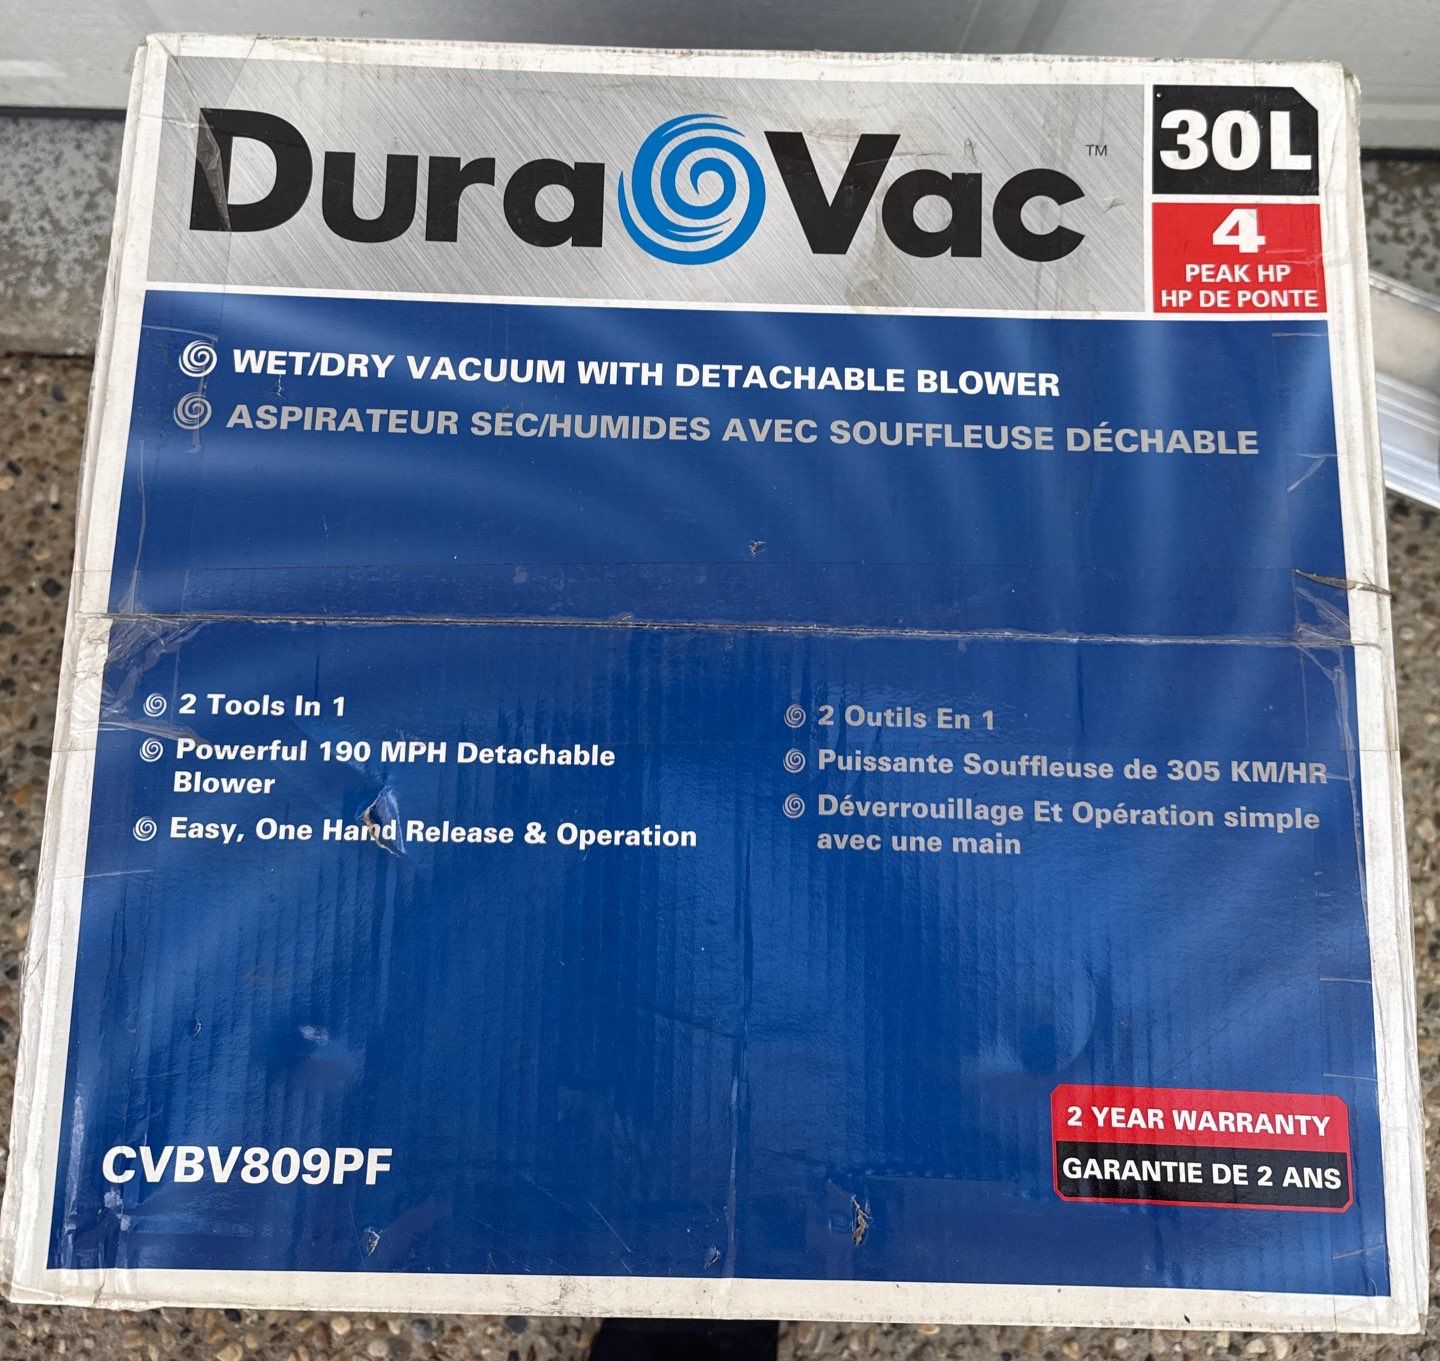 Dura Vac ™
30L
4
PEAK HP
HP DE PONTE
WET/DRY VACUUM WITH DETACHABLE BLOWER
ASPIRATEUR SEC/HUMIDES AVEC SOUFFLEUSE DÉCHABLE
2 Tools In 1
Powerful 190 MPH Detachable
Blower
Easy, One Hand Release & Operation
2 Outils En 1
Puissante Souffleuse de 305 KM/HR
Déverrouillage Et Opération simple
avec une main
CVBV809PF
2 YEAR WARRANTY
GARANTIE DE 2 ANS